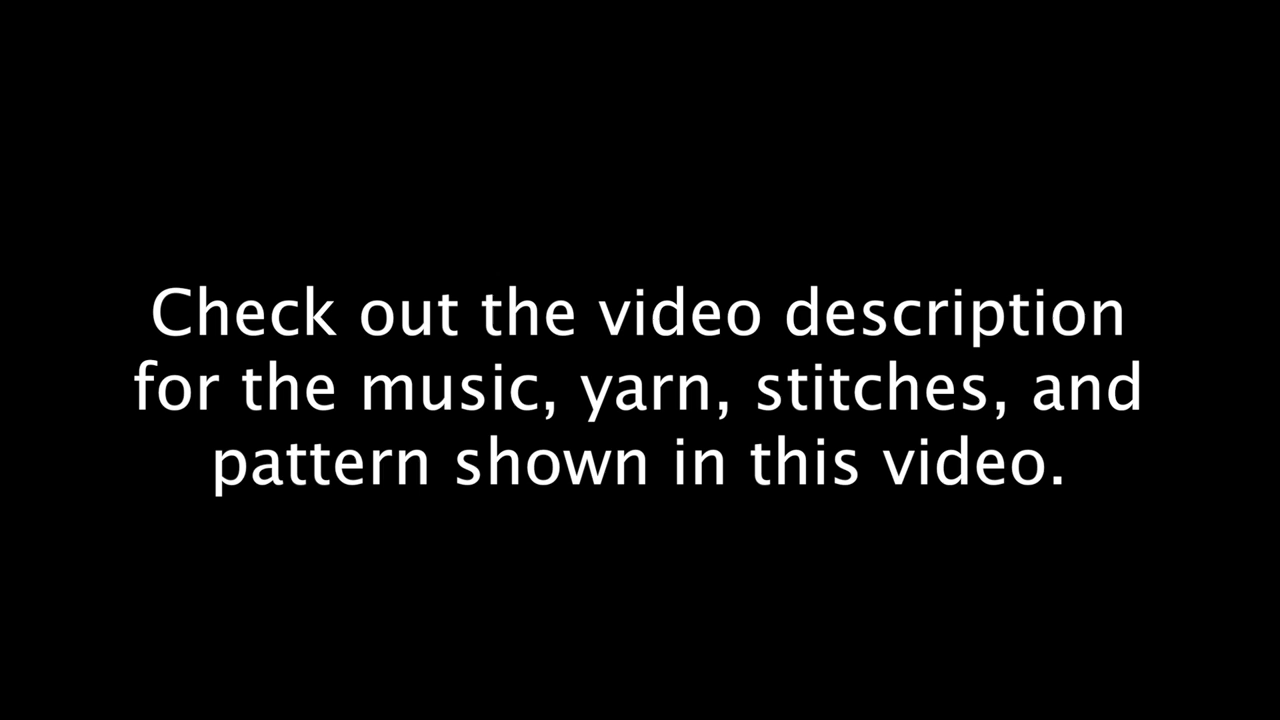 Check out the video description
for the music, yarn, stitches, and
pattern shown in this video.